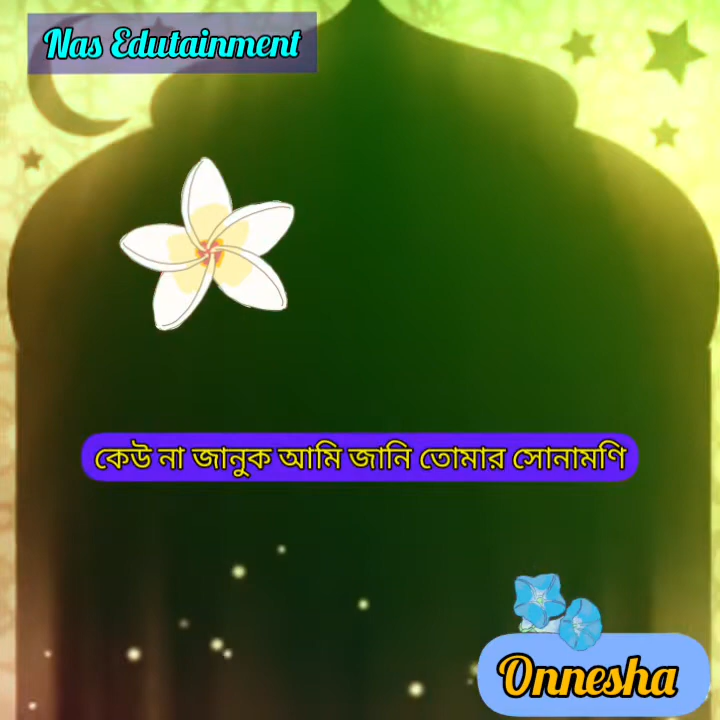 Nas Edutainment
কেউ না জানুক আমি জানি তোমার সোনামণি
Onnesha